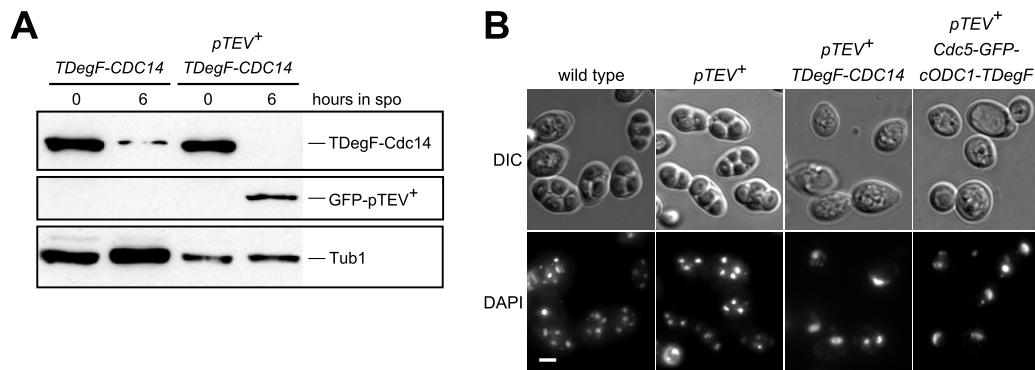 A
pTEV+
TDegF-CDC14 TDegF-CDC14
0 6 0 6 hours in spo
TDegF-Cdc14
GFP-pTEV+
Tub1
B
wild type
pTEV+
pTEV+
TDegF-CDC14
pTEV+
Cdc5-GFP-
cODC1-TDegF
DIC
DAPI